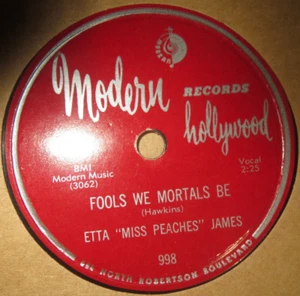 Modern
RECORDS
hollywood
BMI
Modern Music
(3062)
Vocal
2:25
FOOLS WE MORTALS BE
(Hawkins)
ETTA "MISS PEACHES" JAMES
998
NORTH ROBERTSON BOULEVARD